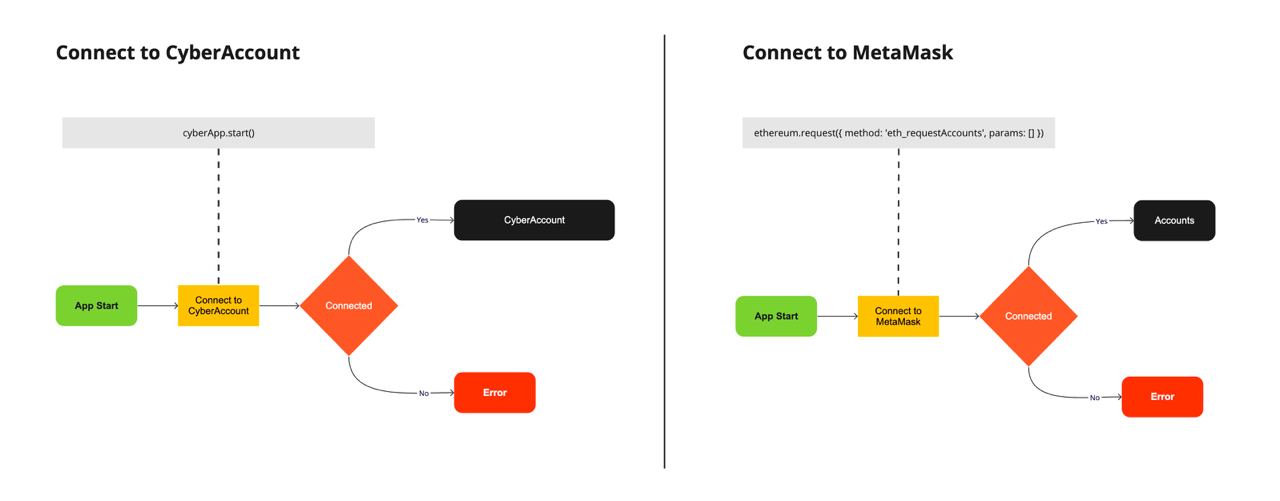 Connect to CyberAccount
cyberApp.start()
Yes
CyberAccount
App Start
Connect to
CyberAccount
Connected
No
Error
Connect to MetaMask
ethereum.request({ method: 'eth_requestAccounts', params: [] })
Yes
Accounts
App Start
Connect to
MetaMask
Connected
No
Error